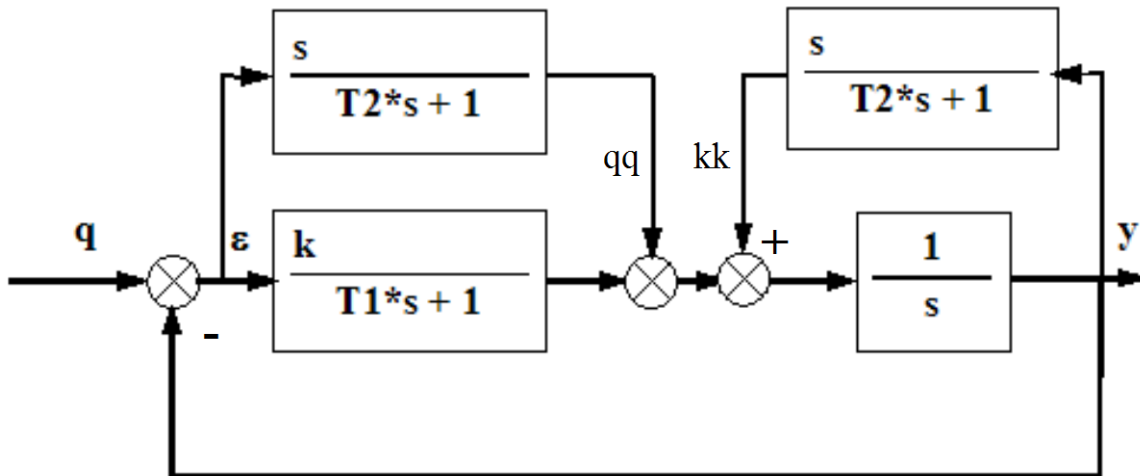 s
T2*s + 1
s
T2*s + 1
qq
kk
q
ε
k
T1*s + 1
+
1
s
y
-